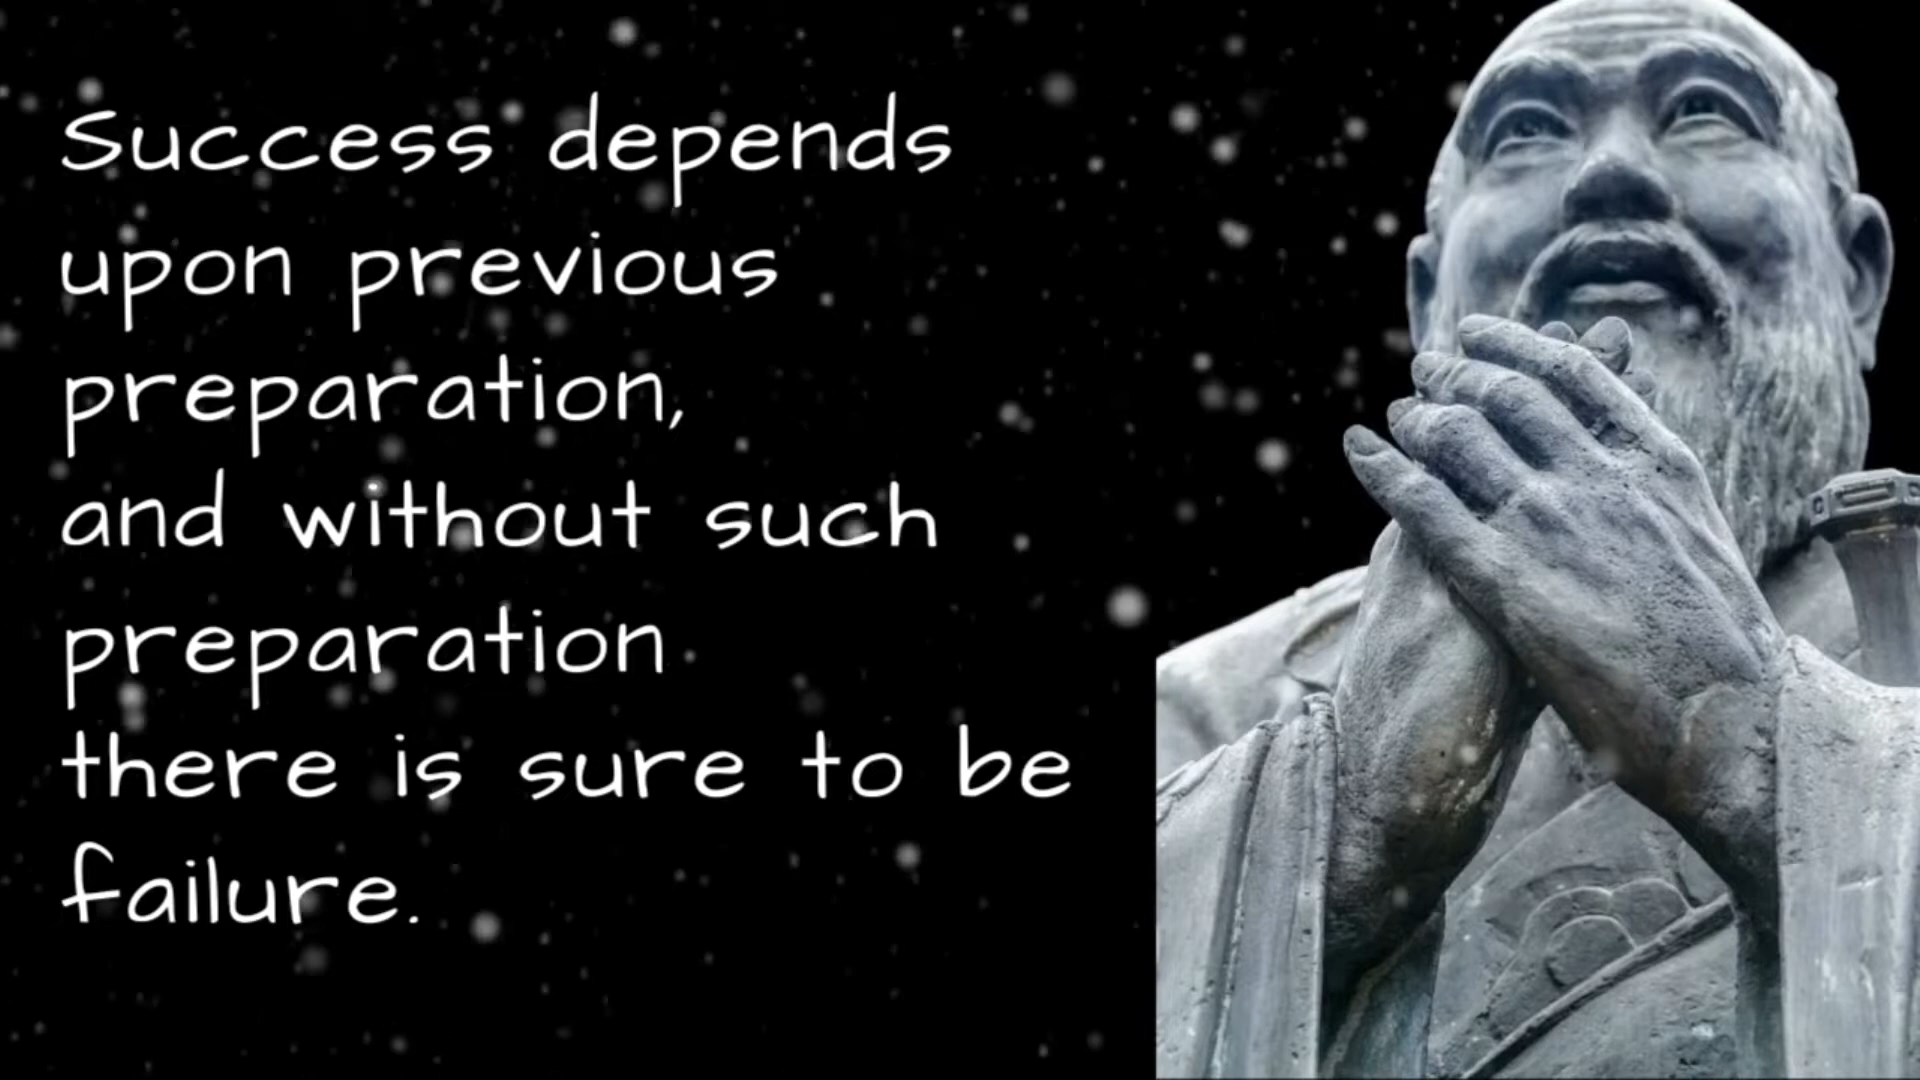 Success depends
upon previous
preparation,
and without such
preparation
there is sure to be
failure.